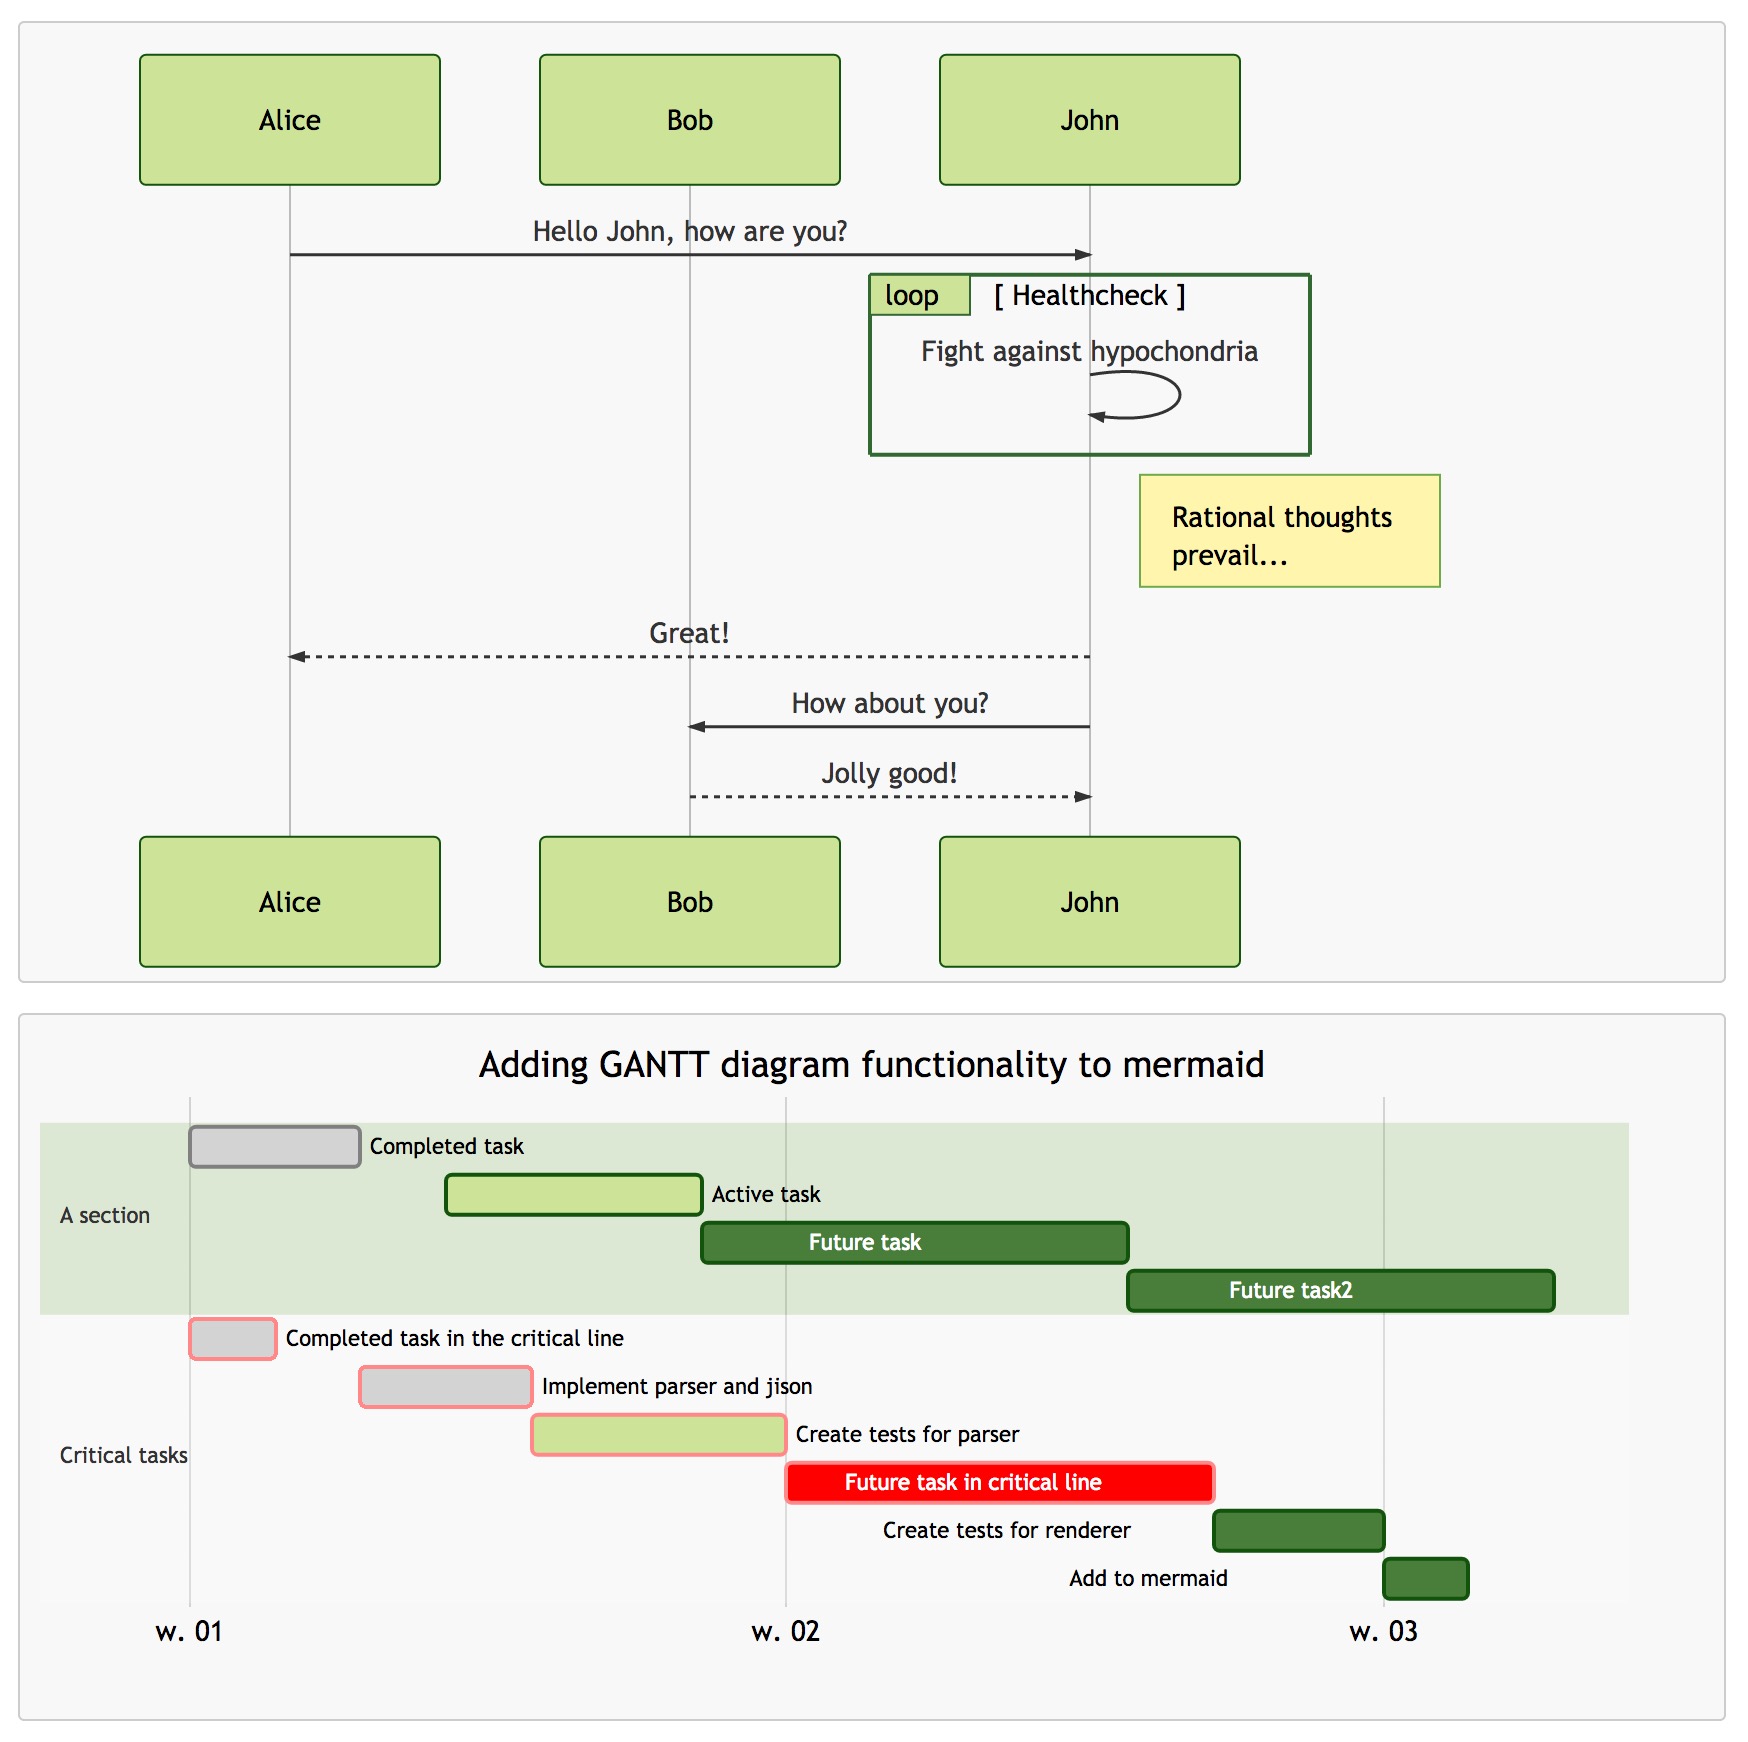 Alice
Bob
John
Hello John, how are you?
loop
[ Healthcheck ]
Fight against hypochondria
Rational thoughts
prevail...
Great!
How about you?
Jolly good!
Alice
Bob
John
Adding GANTT diagram functionality to mermaid
Completed task
Active task
A section
Future task
Future task2
Completed task in the critical line
Implement parser and jison
Create tests for parser
Critical tasks
Future task in critical line
Create tests for renderer
Add to mermaid
w. 01
w. 02
w. 03